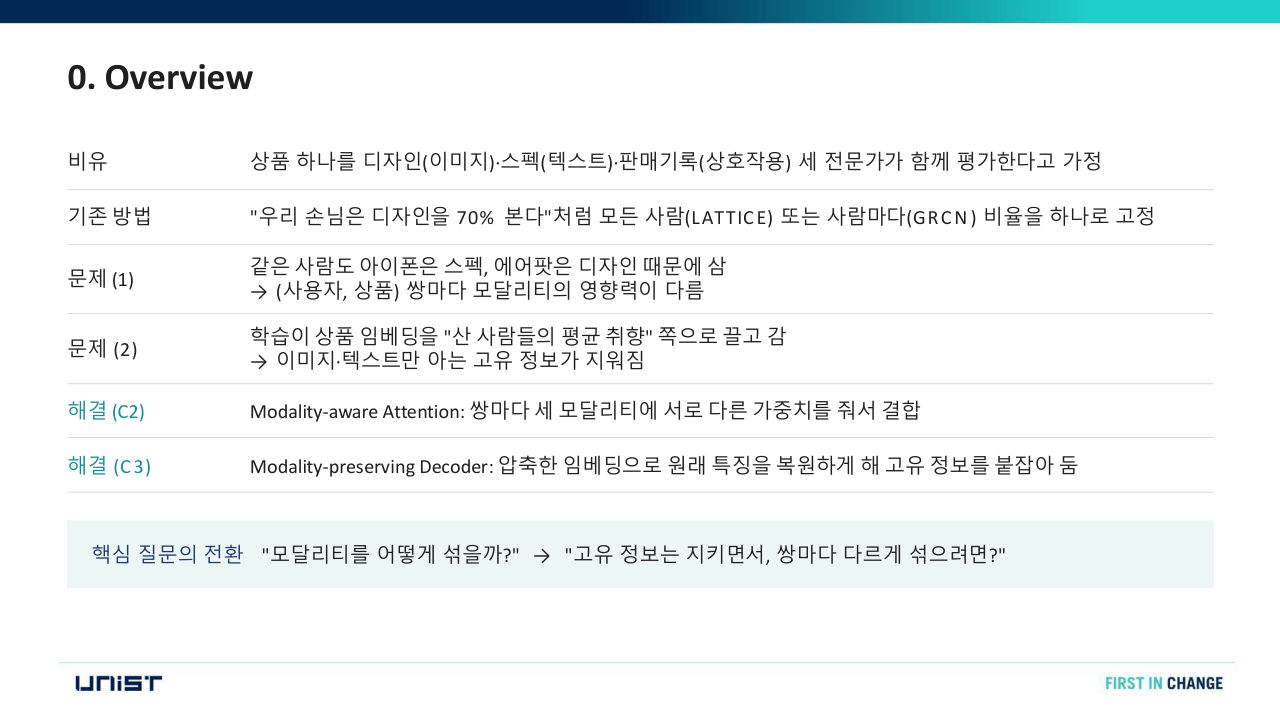 0. Overview
비유 상품 하나를 디자인(이미지)·스펙(텍스트)·판매기록(상호작용) 세 전문가가 함께 평가한다고 가정
기존 방법 "우리 손님은 디자인을 70% 본다"처럼 모든 사람(LATTICE) 또는 사람마다(GRCN) 비율을 하나로 고정
문제 (1) 같은 사람도 아이폰은 스펙, 에어팟은 디자인 때문에 삼
→ (사용자, 상품) 쌍마다 모달리티의 영향력이 다름
문제 (2) 학습이 상품 임베딩을 "산 사람들의 평균 취향" 쪽으로 끌고 감
→ 이미지·텍스트만 아는 고유 정보가 지워짐
해결 (C2) Modality-aware Attention: 쌍마다 세 모달리티에 서로 다른 가중치를 줘서 결합
해결 (C3) Modality-preserving Decoder: 압축한 임베딩으로 원래 특징을 복원하게 해 고유 정보를 붙잡아 둠
핵심 질문의 전환 "모달리티를 어떻게 섞을까?" → "고유 정보는 지키면서, 쌍마다 다르게 섞으려면?"
UNIST
FIRST IN CHANGE